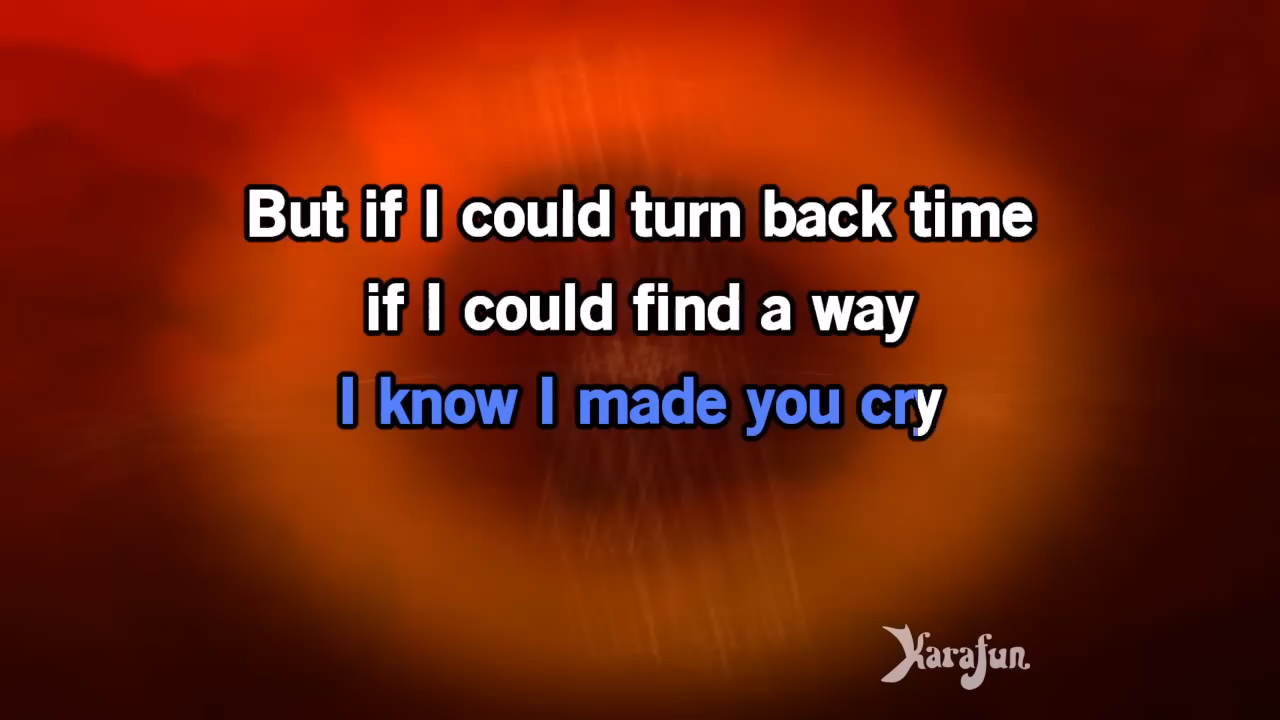 But if I could turn back time
if I could find a way
I know I made you cry
Karafun